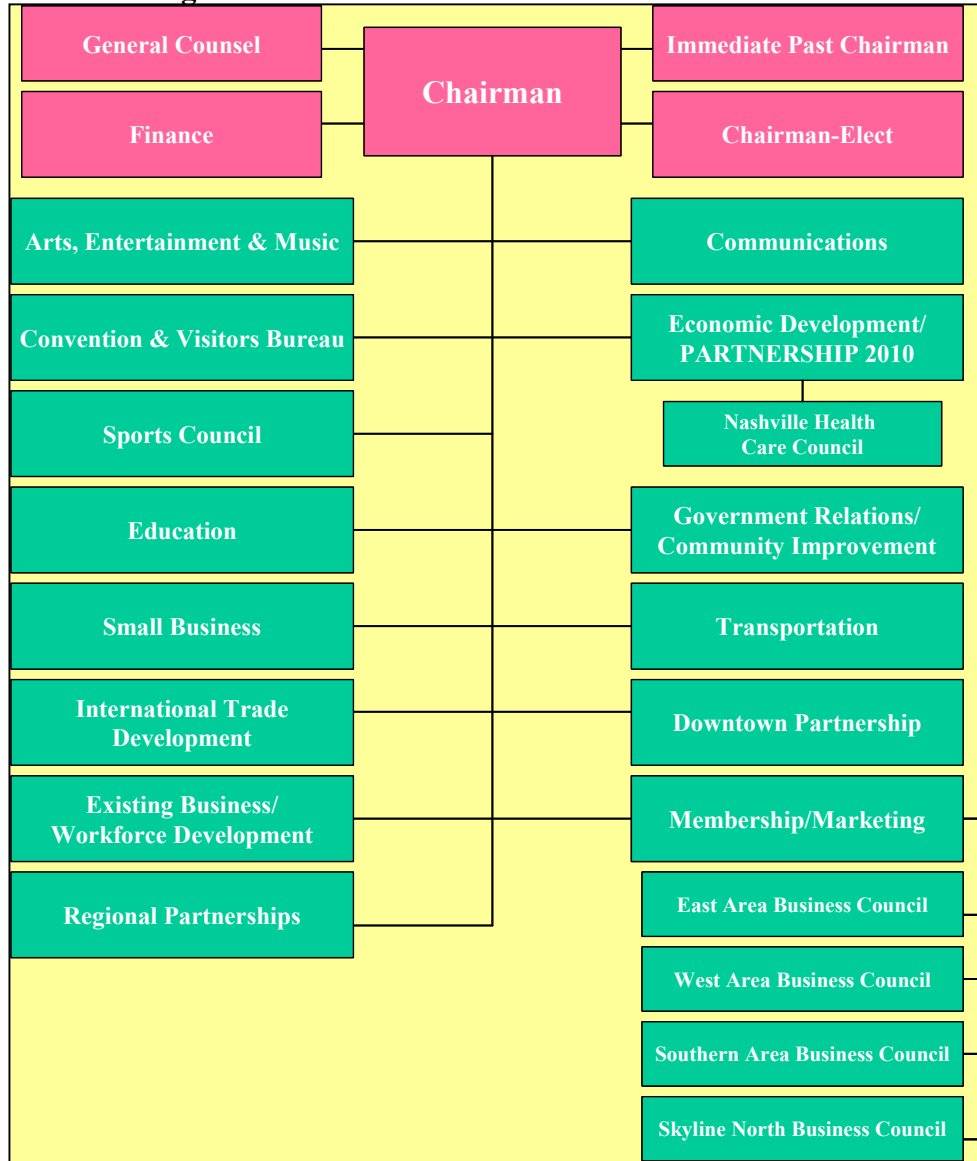 General Counsel
Immediate Past Chairman
Chairman
Finance
Chairman-Elect
Arts, Entertainment & Music
Communications
Convention & Visitors Bureau
Economic Development/
PARTNERSHIP 2010
Sports Council
Nashville Health
Care Council
Education
Government Relations/
Community Improvement
Small Business
Transportation
International Trade
Development
Downtown Partnership
Existing Business/
Workforce Development
Membership/Marketing
Regional Partnerships
East Area Business Council
West Area Business Council
Southern Area Business Council
Skyline North Business Council